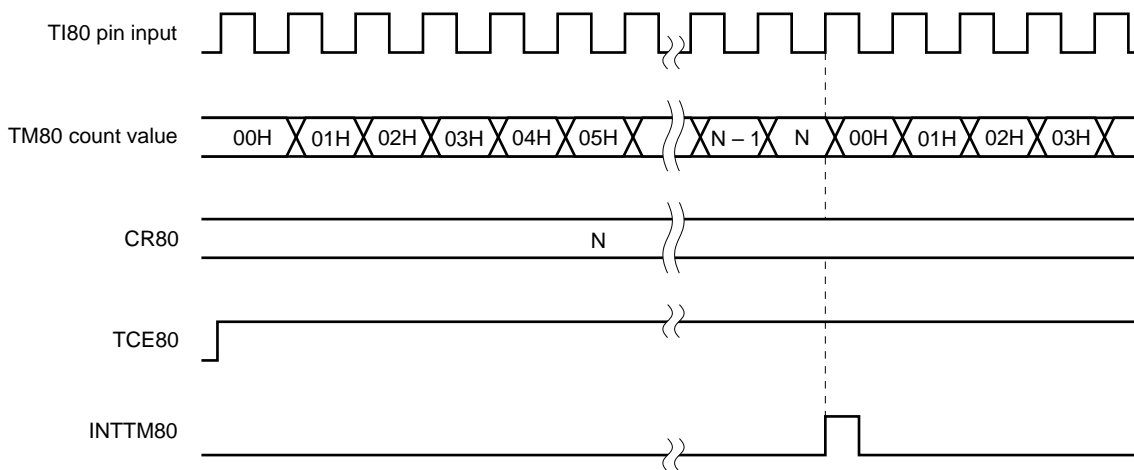 TI80 pin input
TM80 count value 00H 01H 02H 03H 04H 05H N – 1 N 00H 01H 02H 03H
CR80 N
TCE80
INTTM80